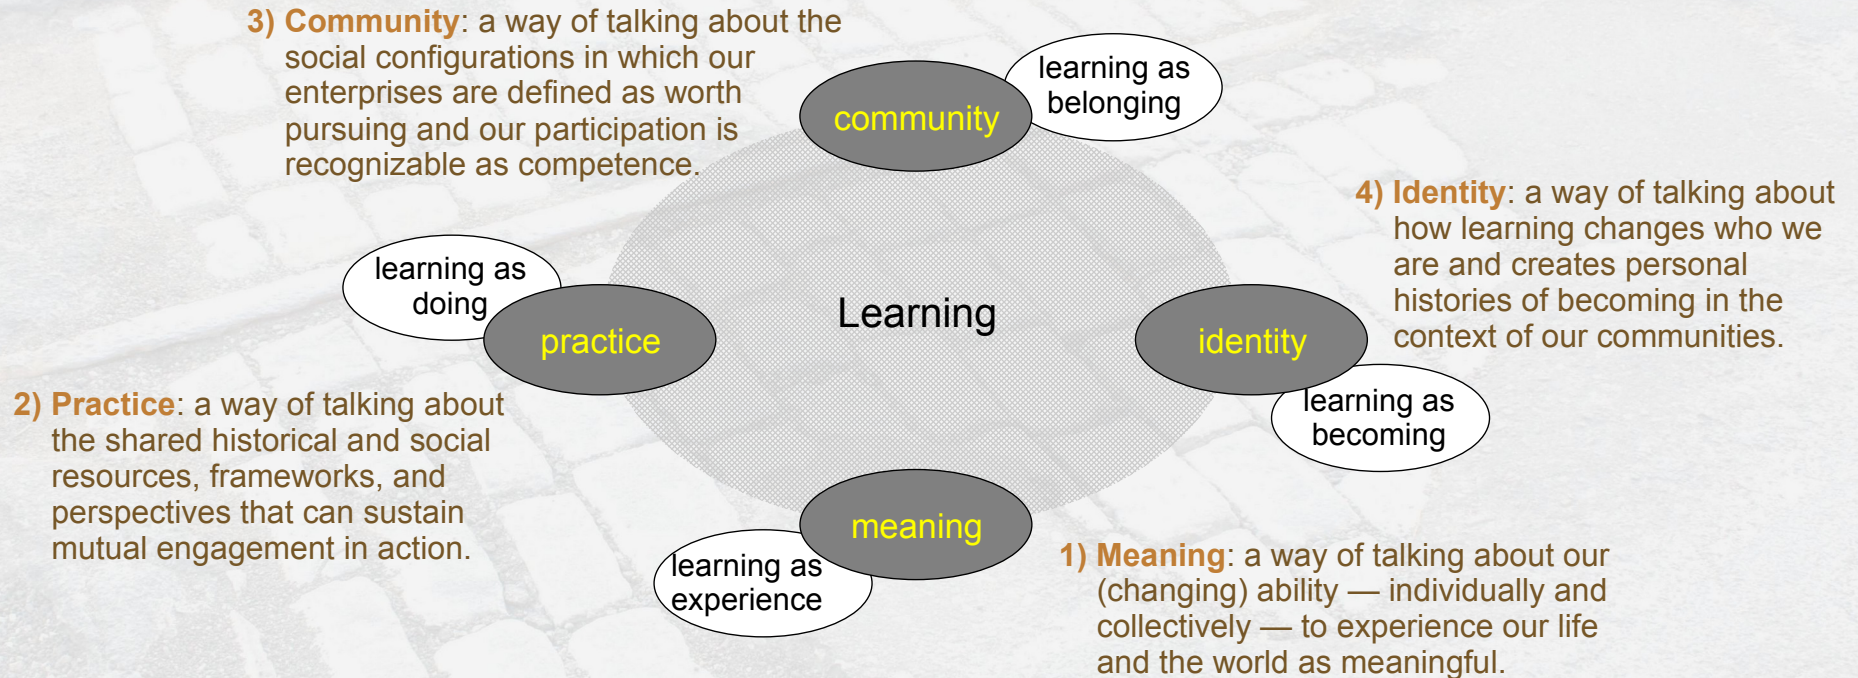 3) Community: a way of talking about the
social configurations in which our
enterprises are defined as worth
pursuing and our participation is
recognizable as competence.
learning as
belonging
community
4) Identity: a way of talking about
how learning changes who we
are and creates personal
histories of becoming in the
context of our communities.
learning as
doing
practice
Learning
identity
learning as
becoming
2) Practice: a way of talking about
the shared historical and social
resources, frameworks, and
perspectives that can sustain
mutual engagement in action.
meaning
learning as
experience
1) Meaning: a way of talking about our
(changing) ability — individually and
collectively — to experience our life
and the world as meaningful.